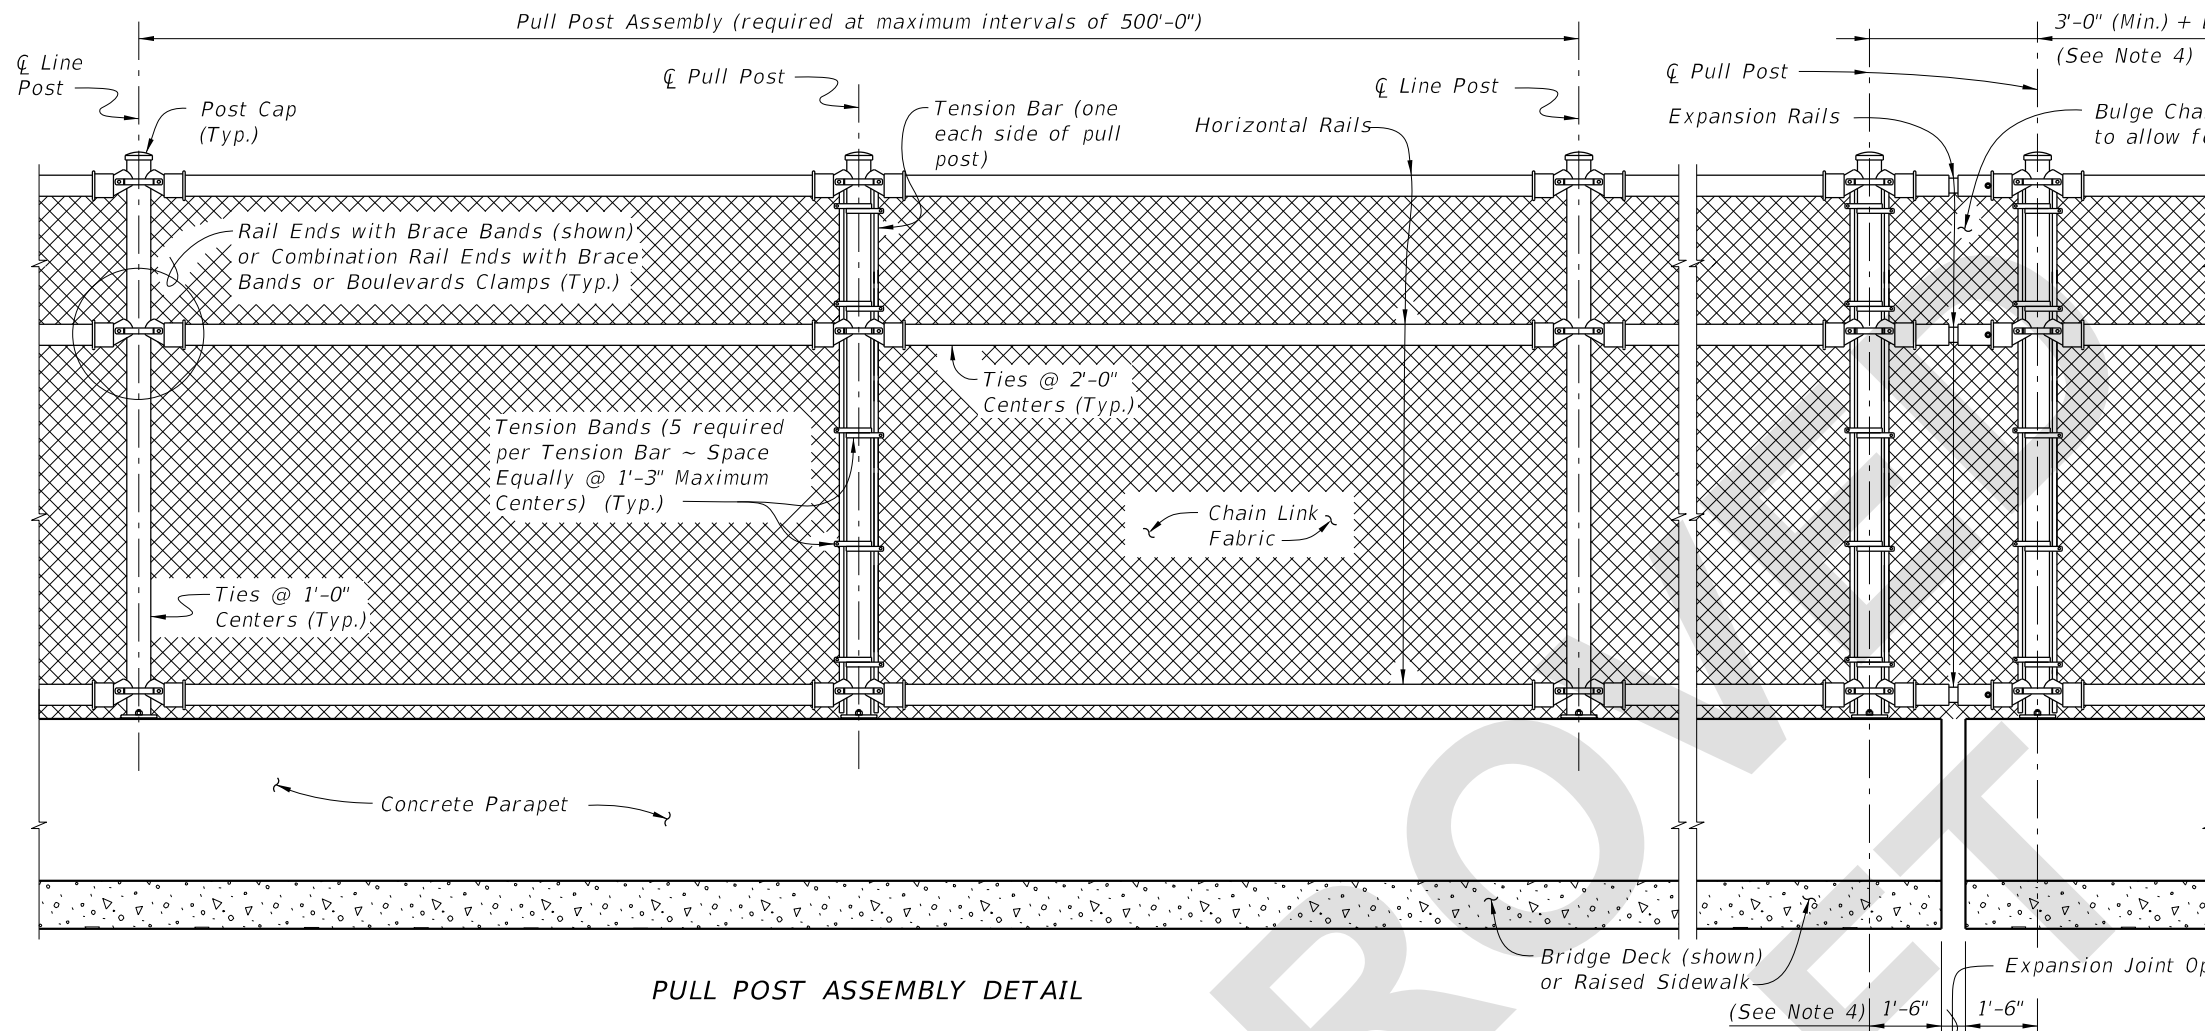 Pull Post Assembly (required at maximum intervals of 500'-0")
3'-0" (Min.) +
(See Note 4)
℄ Line
Post
Post Cap
(Typ.)
℄ Pull Post
Tension Bar (one
each side of pull
post)
Horizontal Rails
℄ Line Post
℄ Pull Post
Expansion Rails
Bulge
to allow
Rail Ends with Brace Bands (shown)
or Combination Rail Ends with Brace
Bands or Boulevards Clamps (Typ.)
Ties @ 2'-0"
Centers (Typ.)
Tension Bands (5 required
per Tension Bar ~ Space
Equally @ 1'-3" Maximum
Centers) (Typ.)
Chain Link
Fabric
Ties @ 1'-0"
Centers (Typ.)
Concrete Parapet
Bridge Deck (shown)
or Raised Sidewalk
Expansion Joint
PULL POST ASSEMBLY DETAIL
(See Note 4) 1'-6" 1'-6"